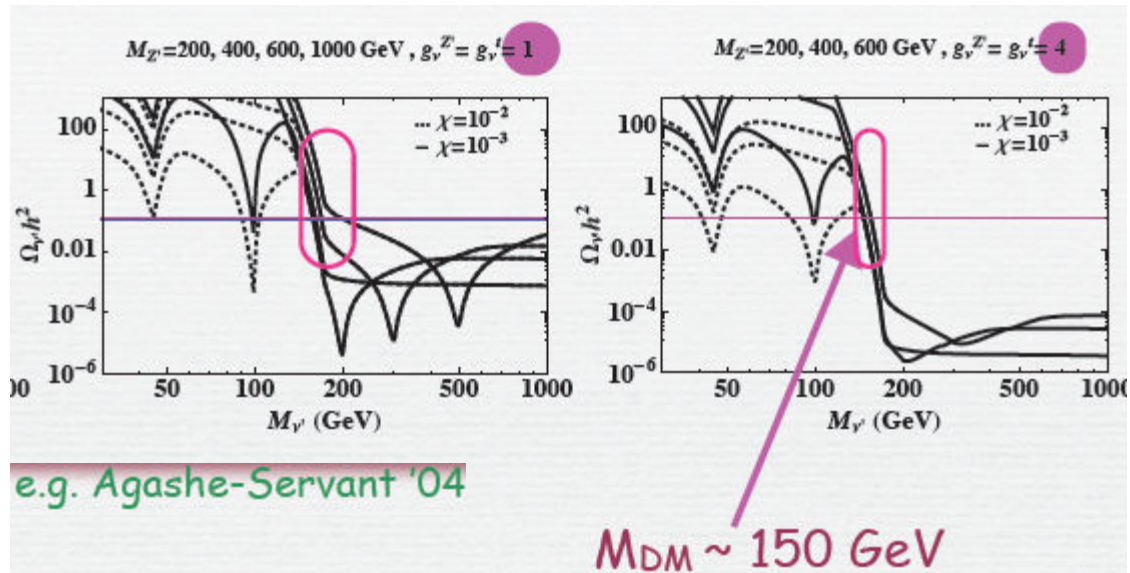 M_Z'=200, 400, 600, 1000 GeV , g_ν'^Z'= g_ν'^t= 1
M_Z'=200, 400, 600 GeV , g_ν'^Z'= g_ν'^t= 4
100
1
0.01
10⁻⁴
10⁻⁶
Ω_ν' h²
··· χ=10⁻²
− χ=10⁻³
50 100 200 500 1000
M_ν' (GeV)
100
1
0.01
10⁻⁴
10⁻⁶
Ω_ν' h²
··· χ=10⁻²
− χ=10⁻³
50 100 200 500 1000
M_ν' (GeV)
e.g. Agashe-Servant '04
M_DM ~ 150 GeV